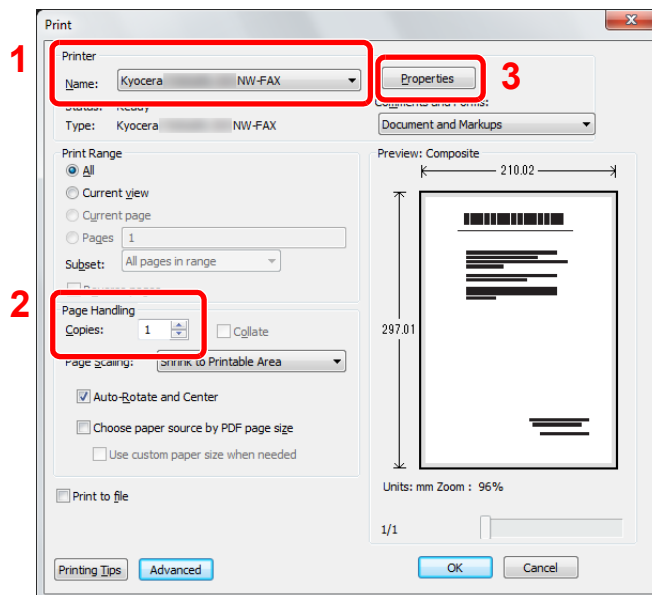 Print
1
Printer
Name: Kyocera NW-FAX
Properties
3
Status: Ready
Comments and Forms:
Type: Kyocera NW-FAX
Document and Markups
Print Range
All
Current view
Current page
Pages 1
Subset: All pages in range
Reverse pages
2
Page Handling
Copies: 1 Collate
Page Scaling: Shrink to Printable Area
Auto-Rotate and Center
Choose paper source by PDF page size
Use custom paper size when needed
Print to file
Preview: Composite
210.02
297.01
Units: mm Zoom : 96%
1/1
Printing Tips Advanced OK Cancel